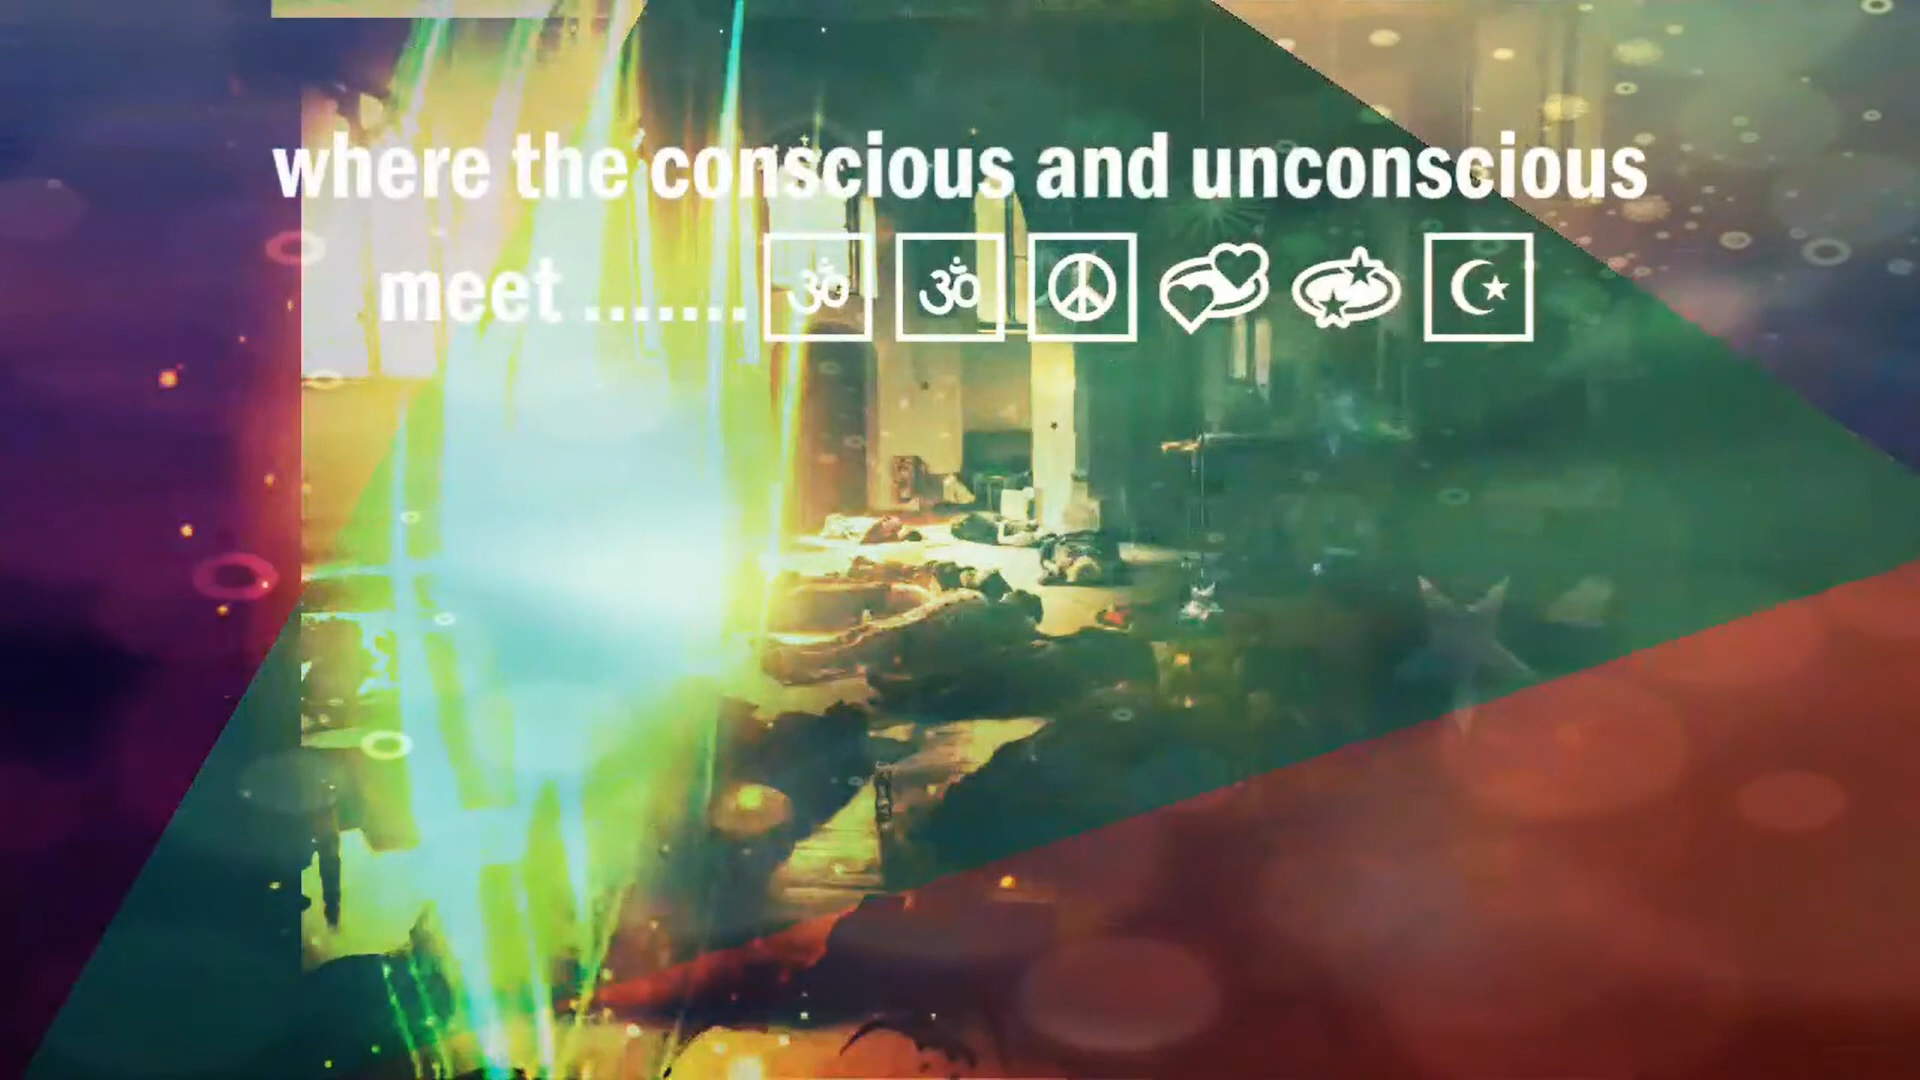 where the conscious and unconscious
meet ....... 🕉 🕉 ☮ 💞 💫 ☪